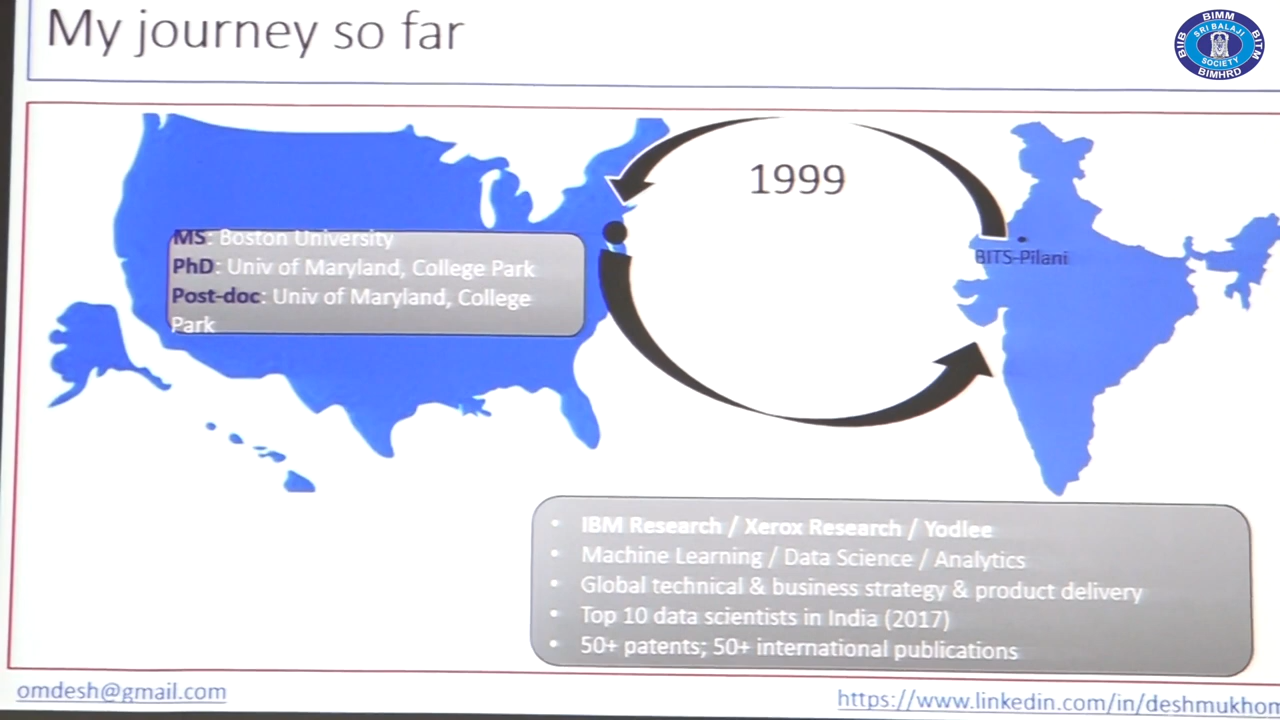 My journey so far
BIMM
BIIB
SRI BALAJI
SOCIETY
BITM
BIMHRD
1999
BITS-Pilani
MS: Boston University
PhD: Univ of Maryland, College Park
Post-doc: Univ of Maryland, College
Park
• IBM Research / Xerox Research / Yodlee
• Machine Learning / Data Science / Analytics
• Global technical & business strategy & product delivery
• Top 10 data scientists in India (2017)
• 50+ patents; 50+ international publications
omdesh@gmail.com
https://www.linkedin.com/in/deshmukhom